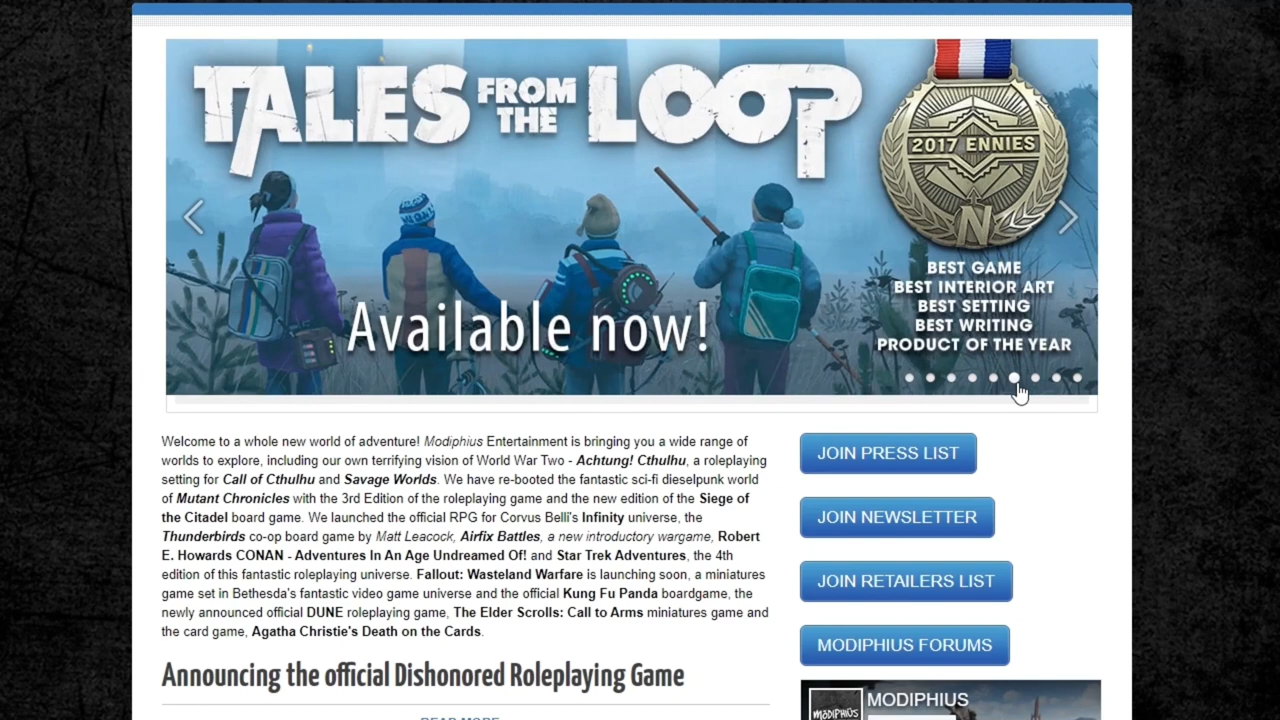 TALES FROM THE LOOP
2017 ENNIES
N
BEST GAME
BEST INTERIOR ART
BEST SETTING
BEST WRITING
PRODUCT OF THE YEAR
Available now!
Welcome to a whole new world of adventure! Modiphius Entertainment is bringing you a wide range of
worlds to explore, including our own terrifying vision of World War Two - Achtung! Cthulhu, a roleplaying
setting for Call of Cthulhu and Savage Worlds. We have re-booted the fantastic sci-fi dieselpunk world
of Mutant Chronicles with the 3rd Edition of the roleplaying game and the new edition of the Siege of
the Citadel board game. We launched the official RPG for Corvus Belli's Infinity universe, the
Thunderbirds co-op board game by Matt Leacock, Airfix Battles, a new introductory wargame, Robert
E. Howards CONAN - Adventures In An Age Undreamed Of! and Star Trek Adventures, the 4th
edition of this fantastic roleplaying universe. Fallout: Wasteland Warfare is launching soon, a miniatures
game set in Bethesda's fantastic video game universe and the official Kung Fu Panda boardgame, the
newly announced official DUNE roleplaying game, The Elder Scrolls: Call to Arms miniatures game and
the card game, Agatha Christie's Death on the Cards.
Announcing the official Dishonored Roleplaying Game
READ MORE
JOIN PRESS LIST
JOIN NEWSLETTER
JOIN RETAILERS LIST
MODIPHIUS FORUMS
MODIPHIUS
MODIPHIUS